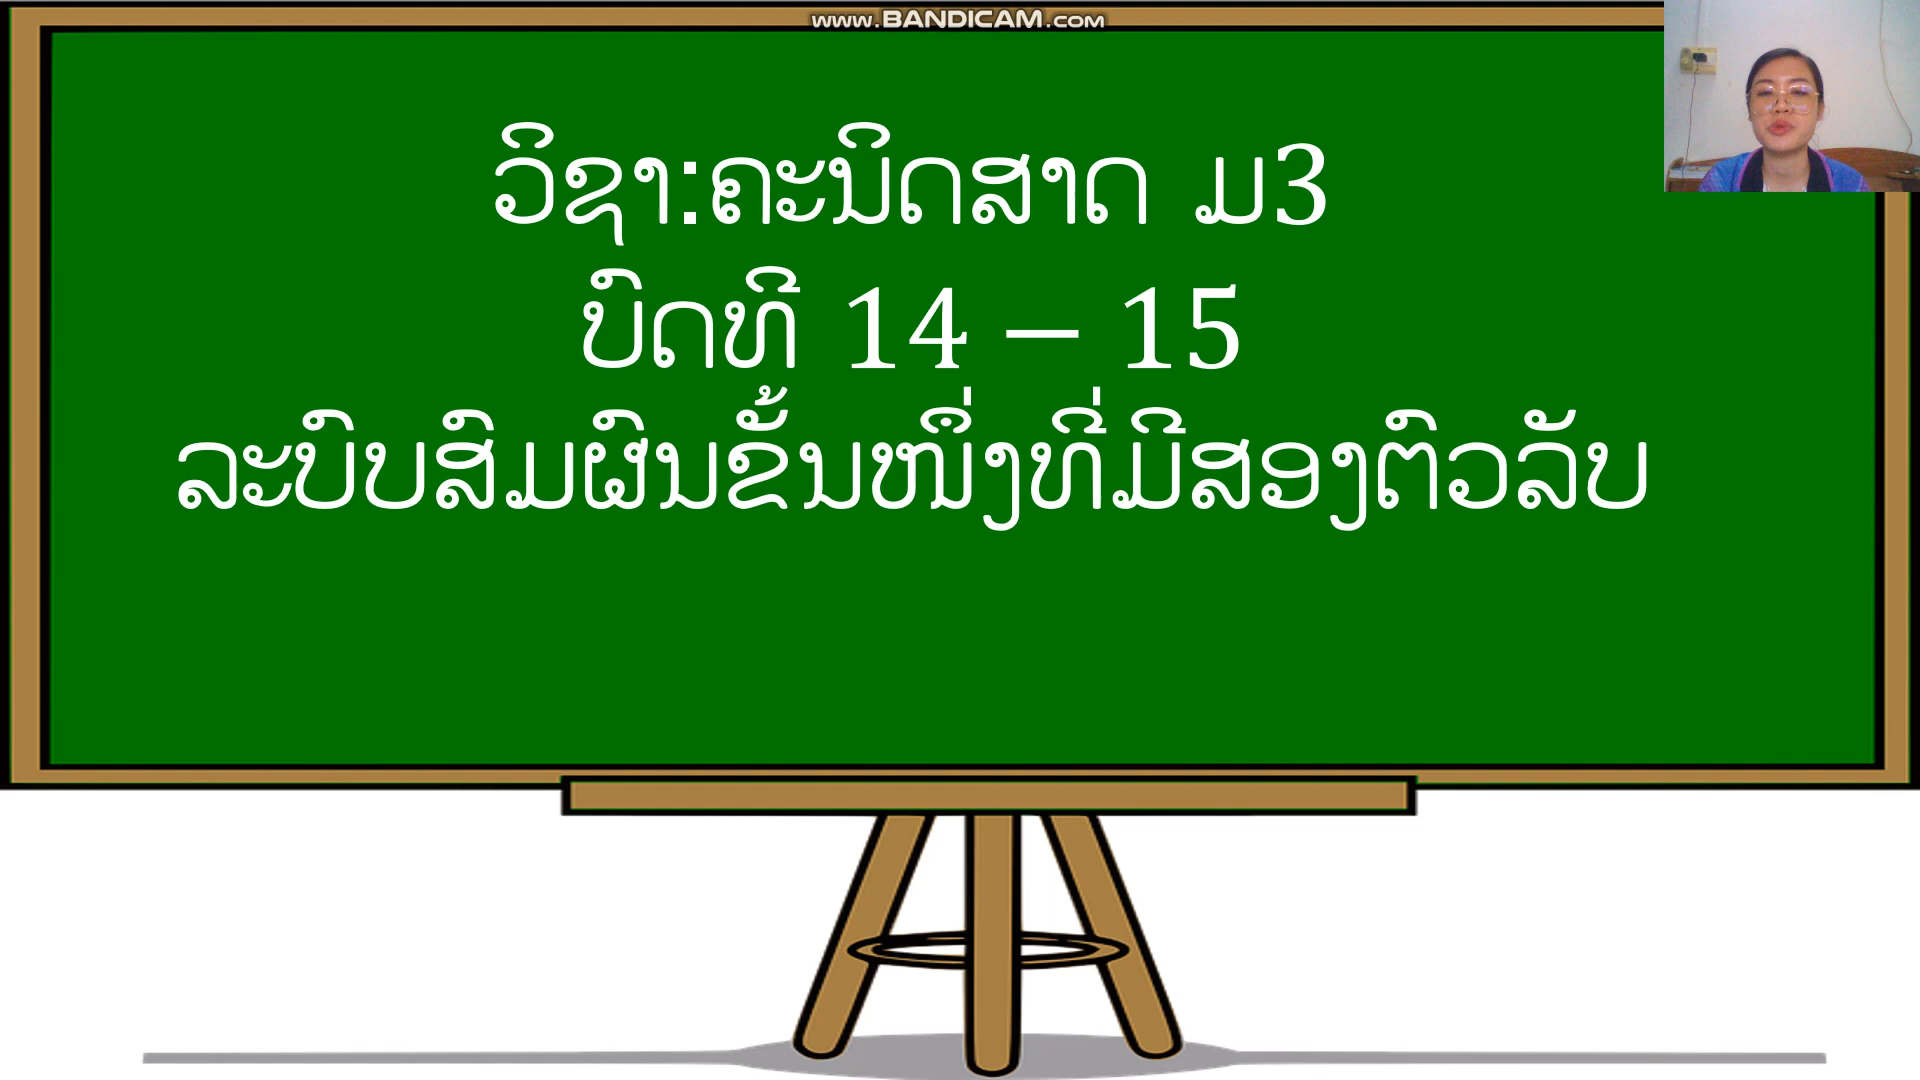 WWW.BANDICAM.COM
ວິຊາ:ຄະນິດສາດ ມ3
ບົດທີ 14 – 15
ລະບົບສົມຜົນຂັ້ນໜຶ່ງທີ່ມີສອງຕົວລັບ